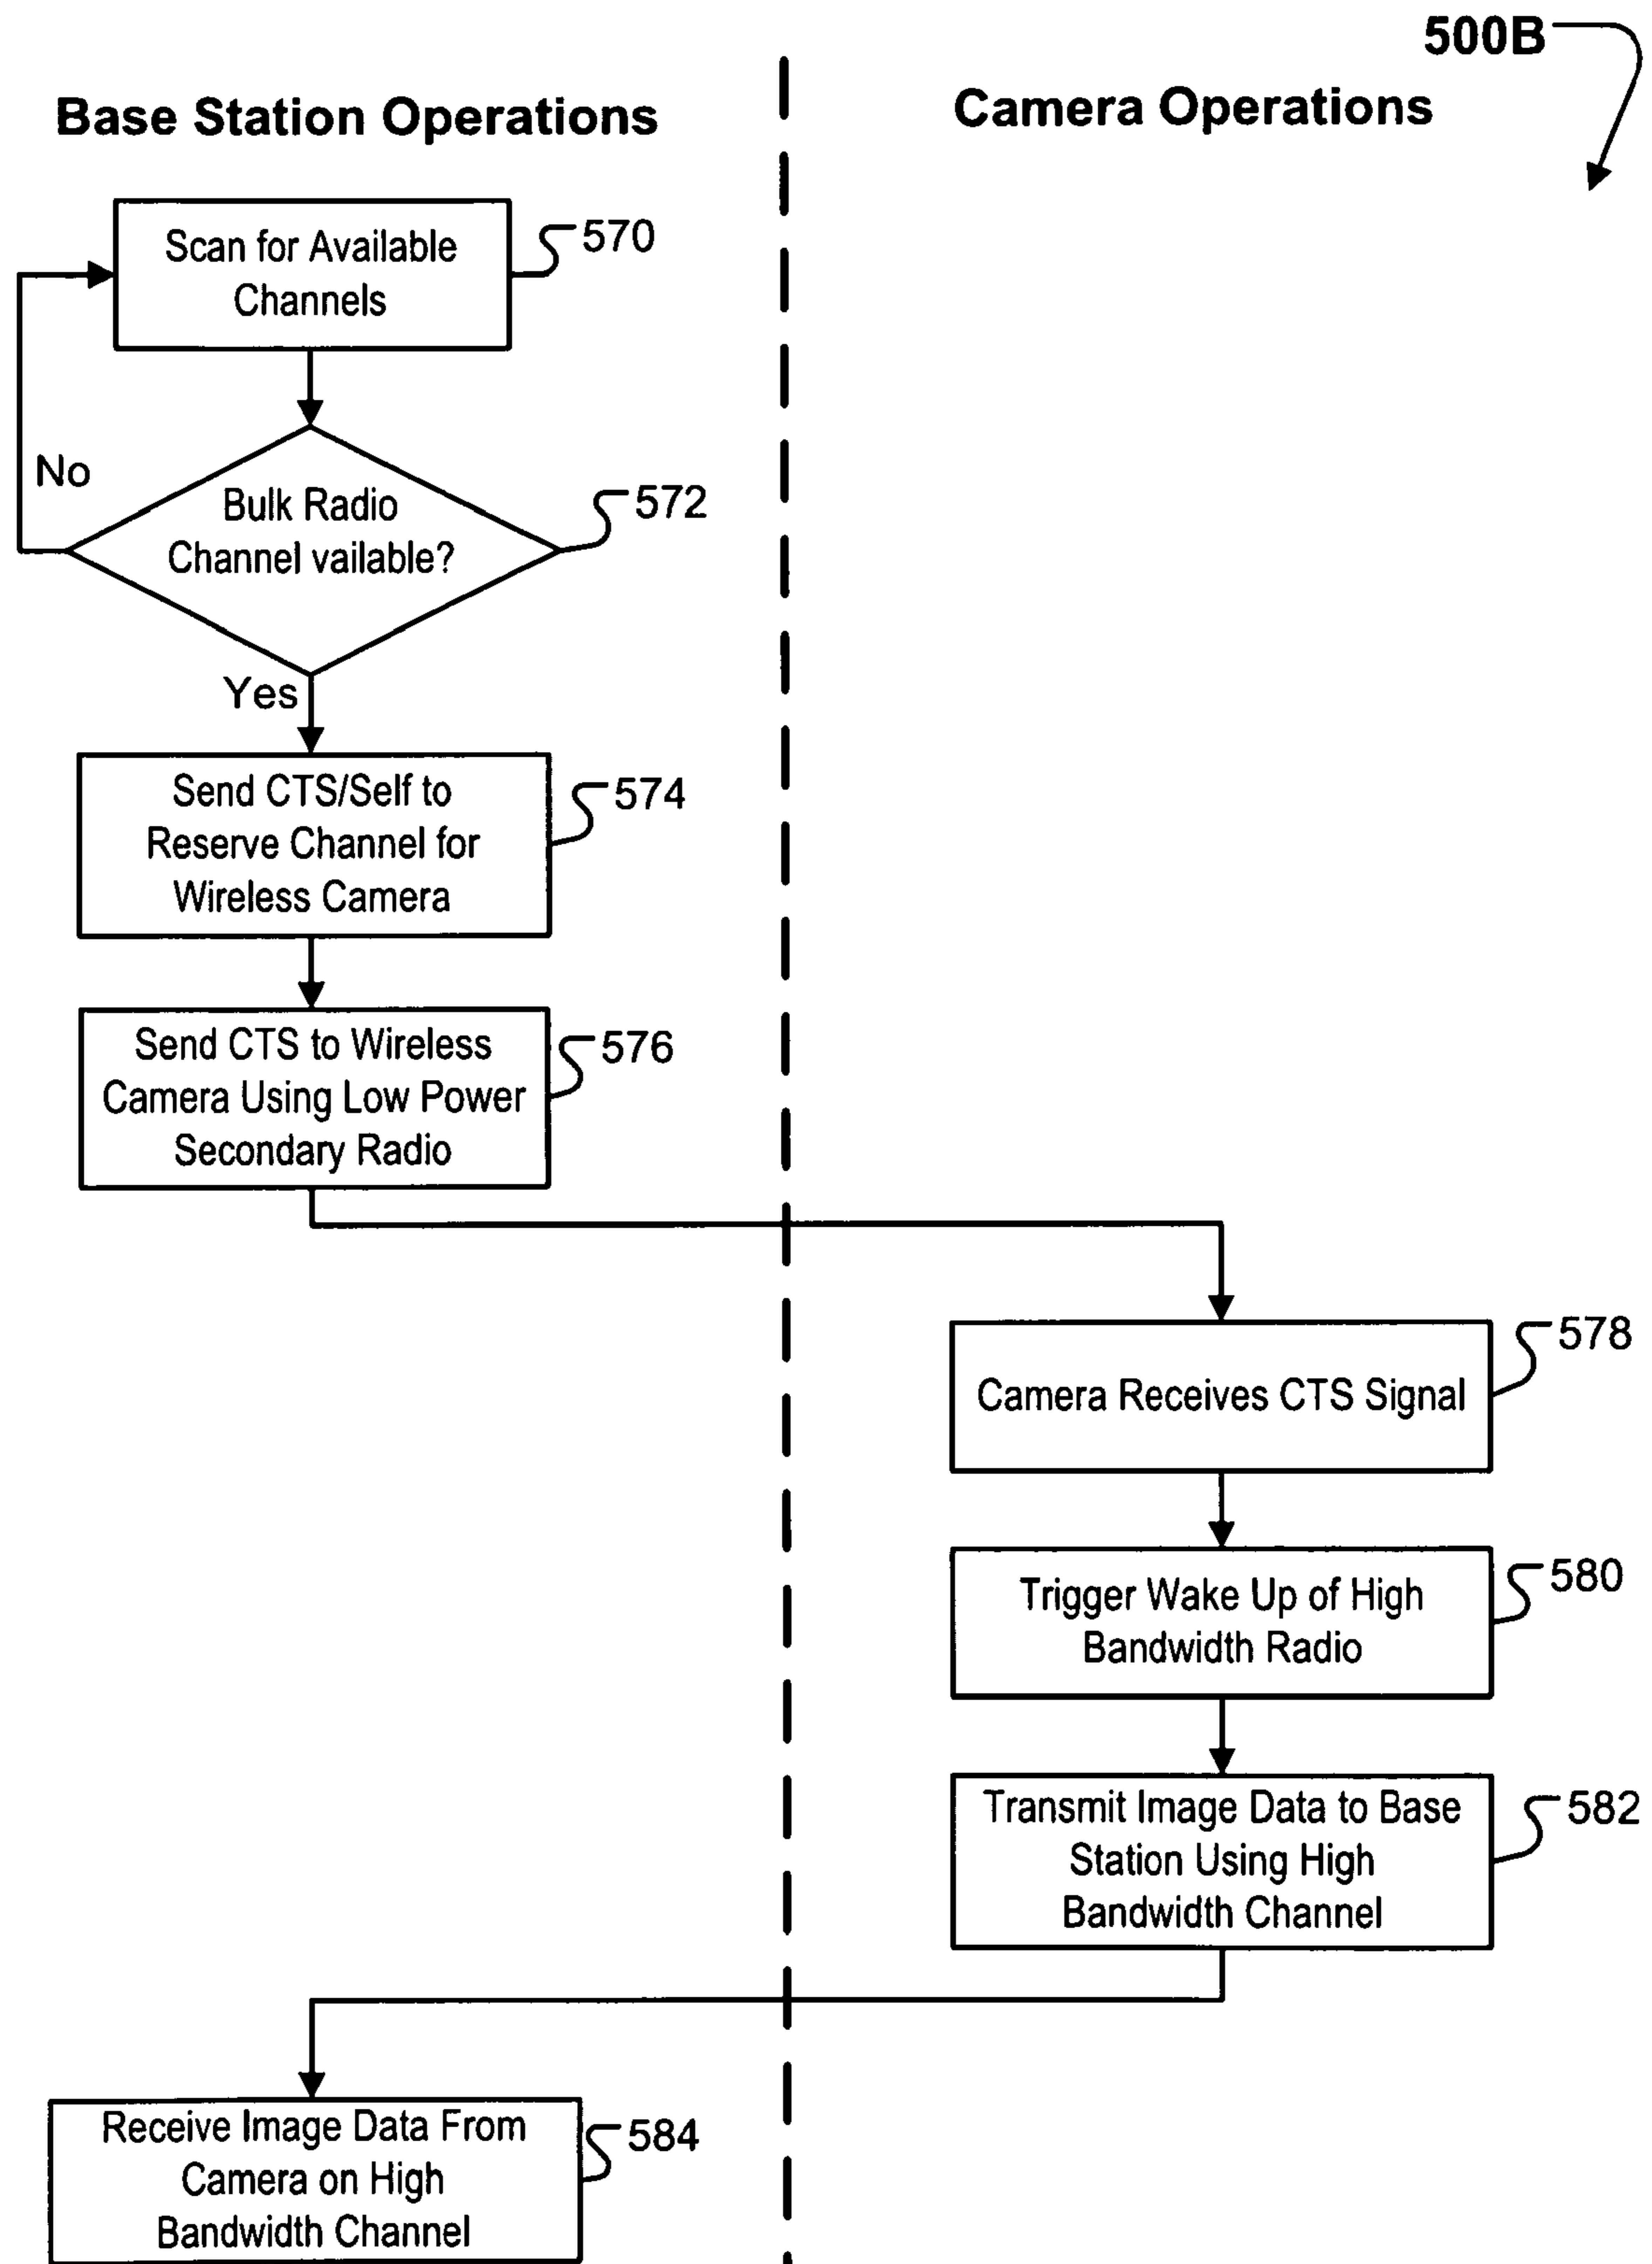 500B
Base Station Operations
Camera Operations
Scan for Available
Channels
570
No
Bulk Radio
Channel vailable?
572
Yes
Send CTS/Self to
Reserve Channel for
Wireless Camera
574
Send CTS to Wireless
Camera Using Low Power
Secondary Radio
576
Camera Receives CTS Signal
578
Trigger Wake Up of High
Bandwidth Radio
580
Transmit Image Data to Base
Station Using High
Bandwidth Channel
582
Receive Image Data From
Camera on High
Bandwidth Channel
584